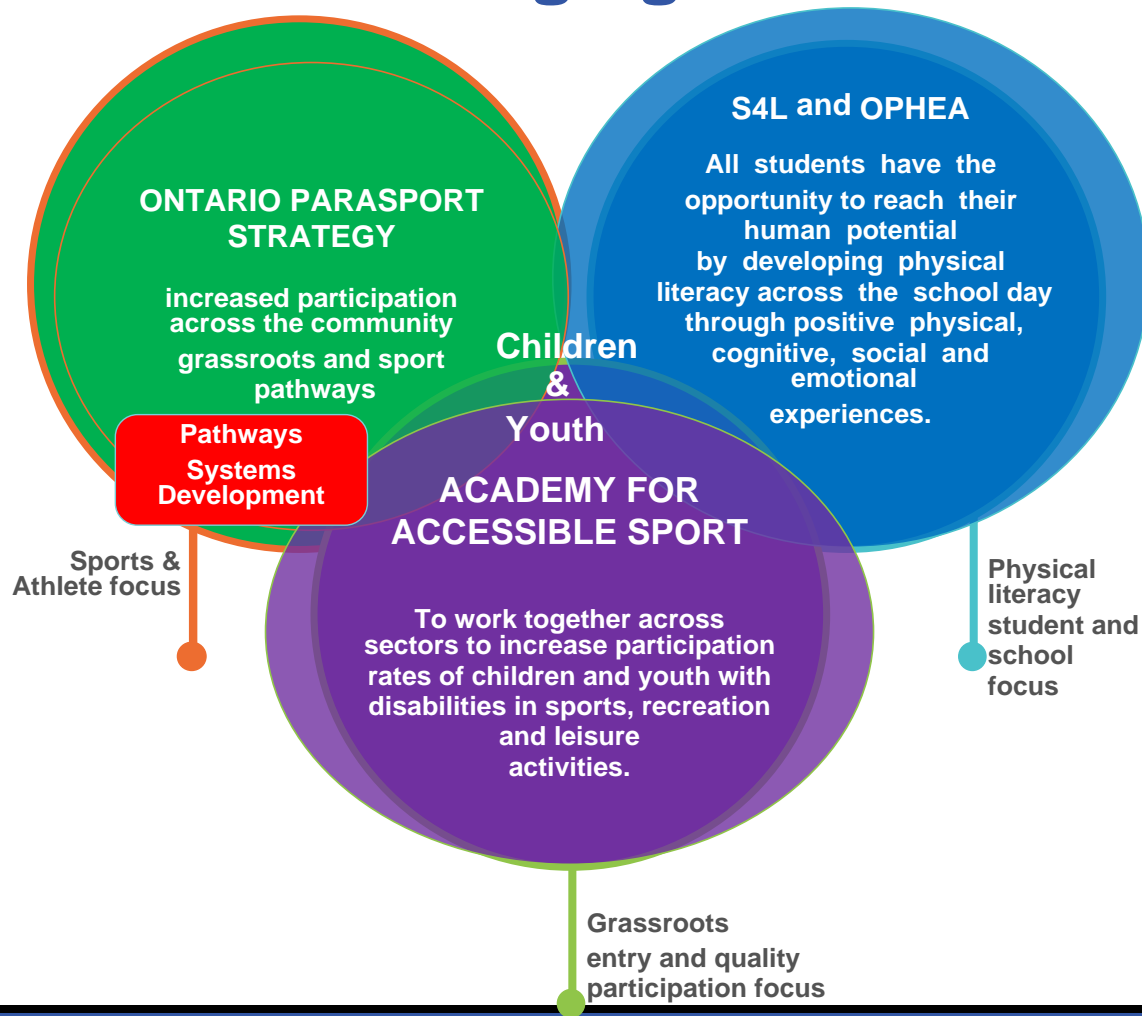 ONTARIO PARASPORT
STRATEGY
increased participation
across the community
grassroots and sport
pathways
Pathways
Systems
Development
Sports &
Athlete focus
S4L and OPHEA
All students have the
opportunity to reach their
human potential
by developing physical
literacy across the school day
through positive physical,
cognitive, social and
emotional
experiences.
Physical
literacy
student and
school
focus
Children
&
Youth
ACADEMY FOR
ACCESSIBLE SPORT
To work together across
sectors to increase participation
rates of children and youth with
disabilities in sports, recreation
and leisure
activities.
Grassroots
entry and quality
participation focus